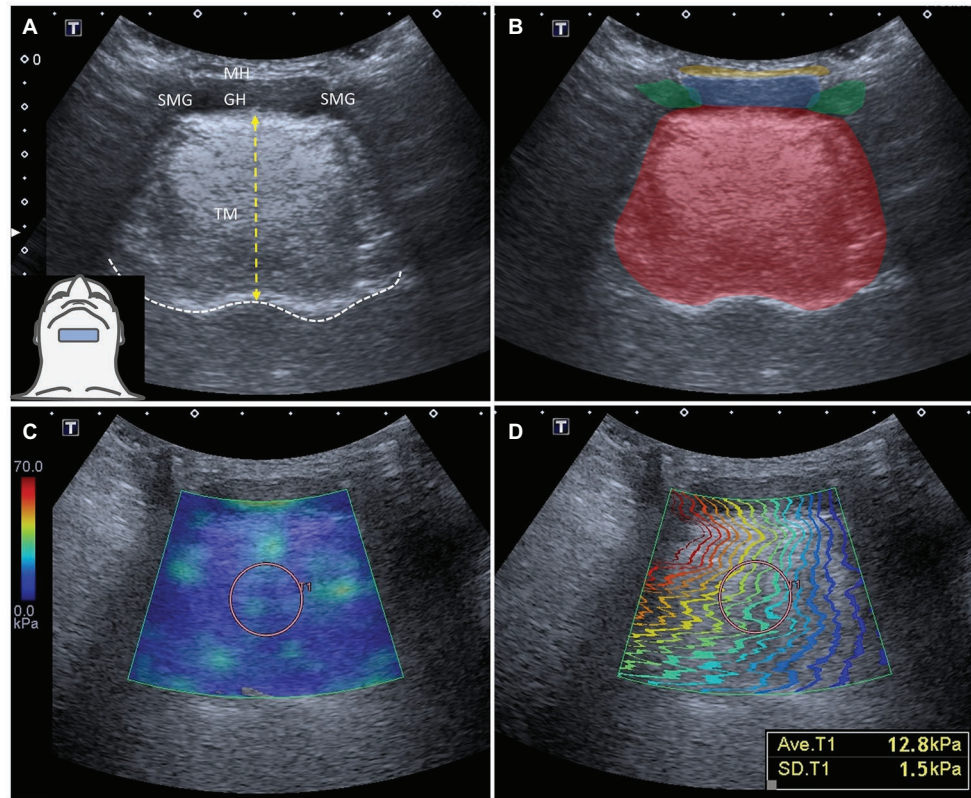 A
T
0
MH
SMG GH SMG
TM
B
T
C
T
70.0
0.0
kPa
T1
D
T
T1
Ave.T1 12.8kPa
SD.T1 1.5kPa